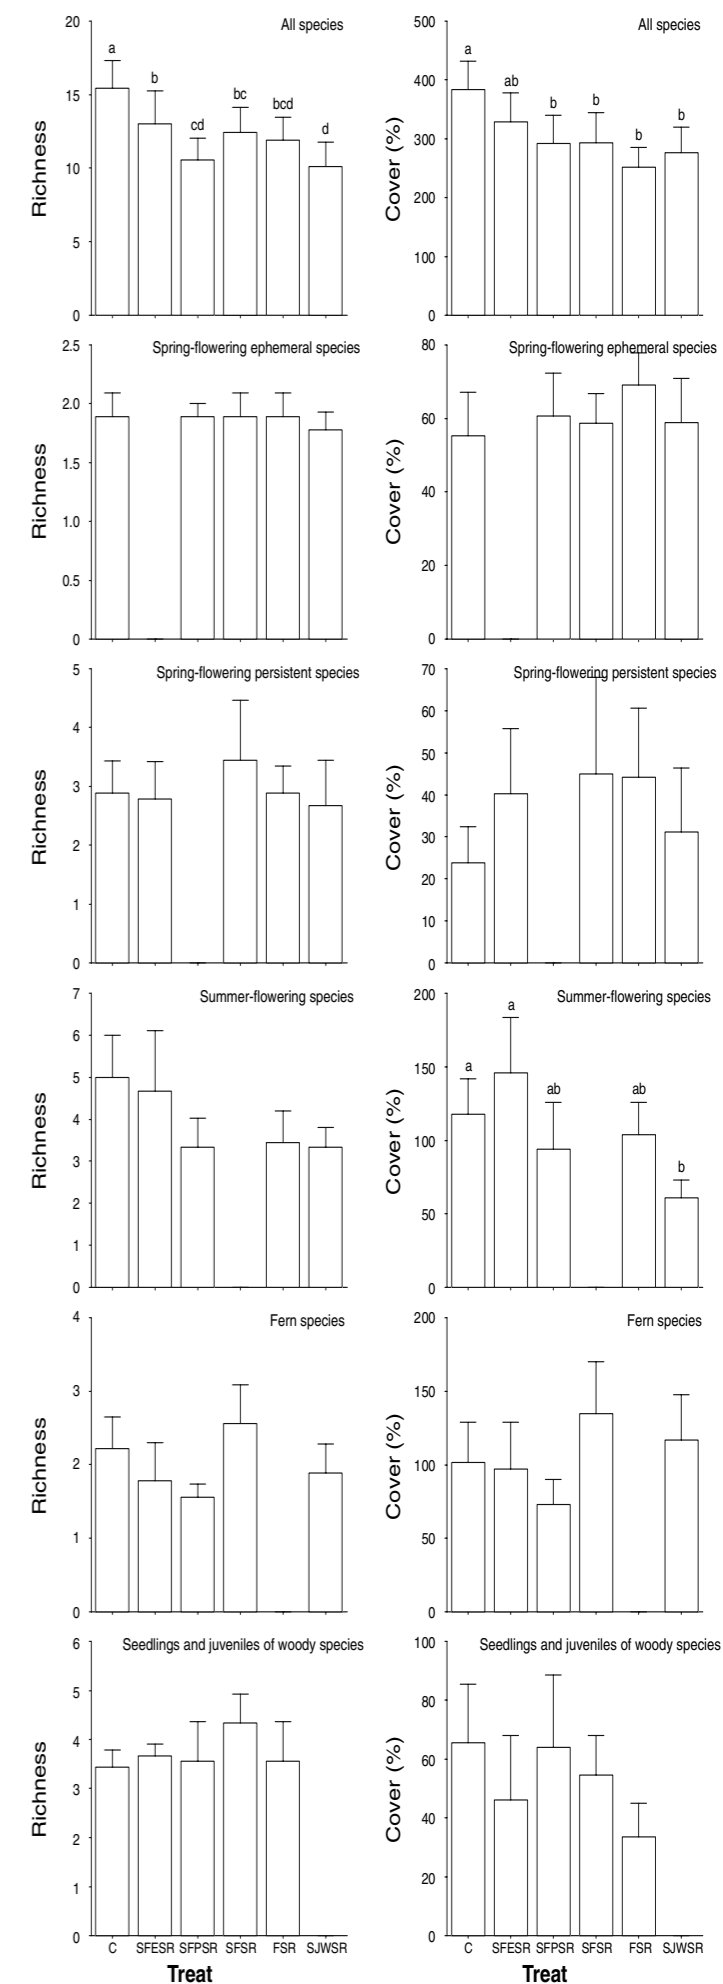 All species
Richness
20
15
10
5
0
a
b
cd
bc
bcd
d
All species
Cover (%)
500
400
300
200
100
0
a
ab
b
b
b
b
Spring-flowering ephemeral species
Richness
2.5
2.0
1.5
1.0
0.5
0
Spring-flowering ephemeral species
Cover (%)
80
60
40
20
0
Spring-flowering persistent species
Richness
5
4
3
2
1
0
Spring-flowering persistent species
Cover (%)
70
60
50
40
30
20
10
0
Summer-flowering species
Richness
7
6
5
4
3
2
1
0
Summer-flowering species
Cover (%)
200
150
100
50
0
a
a
ab
ab
b
Fern species
Richness
4
3
2
1
0
Fern species
Cover (%)
200
150
100
50
0
Seedlings and juveniles of woody species
Richness
6
5
4
3
2
1
0
C SFESR SFPSR SFSR FSR SJWSR
Treat
Seedlings and juveniles of woody species
Cover (%)
100
80
60
40
20
0
C SFESR SFPSR SFSR FSR SJWSR
Treat